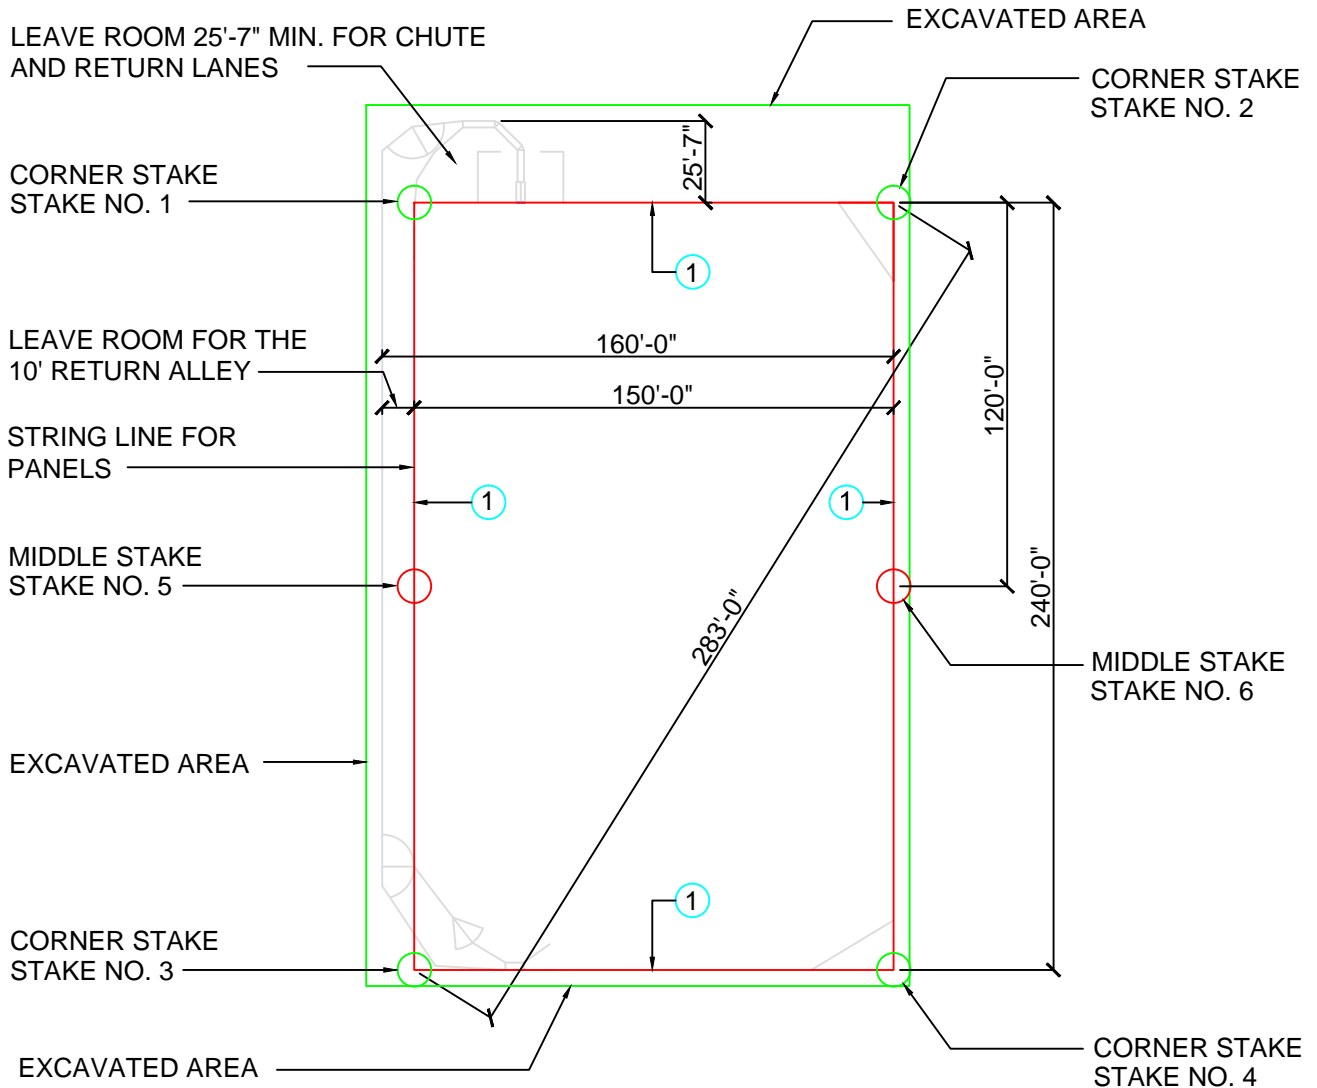 EXCAVATED AREA
LEAVE ROOM 25'-7" MIN. FOR CHUTE
AND RETURN LANES
CORNER STAKE
STAKE NO. 2
25'-7"
CORNER STAKE
STAKE NO. 1
1
LEAVE ROOM FOR THE
10' RETURN ALLEY
160'-0"
150'-0"
120'-0"
STRING LINE FOR
PANELS
1
1
MIDDLE STAKE
STAKE NO. 5
240'-0"
283'-0"
MIDDLE STAKE
STAKE NO. 6
EXCAVATED AREA
1
CORNER STAKE
STAKE NO. 3
EXCAVATED AREA
CORNER STAKE
STAKE NO. 4